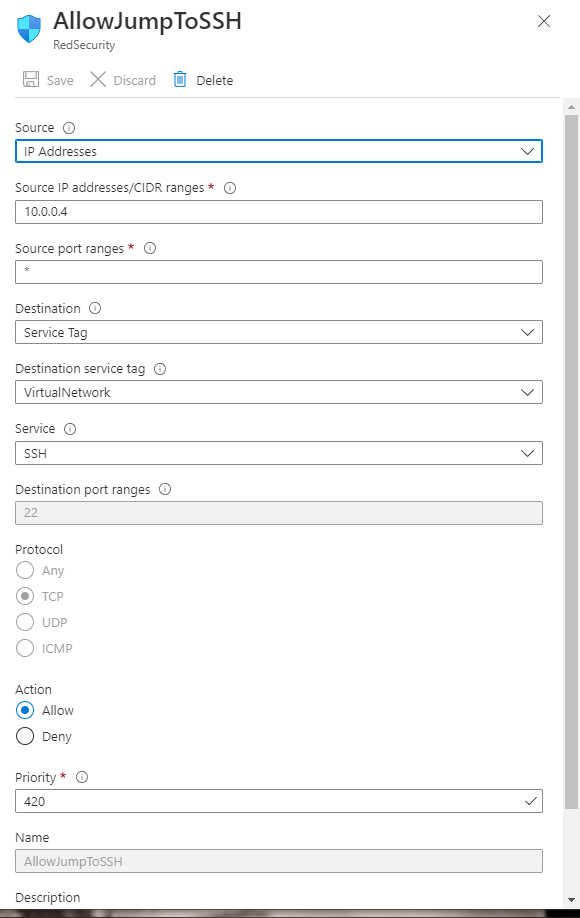 AllowJumpToSSH
RedSecurity
Save Discard Delete
Source
IP Addresses
Source IP addresses/CIDR ranges *
10.0.0.4
Source port ranges *
*
Destination
Service Tag
Destination service tag
VirtualNetwork
Service
SSH
Destination port ranges
22
Protocol
Any
TCP
UDP
ICMP
Action
Allow
Deny
Priority *
420
Name
AllowJumpToSSH
Description